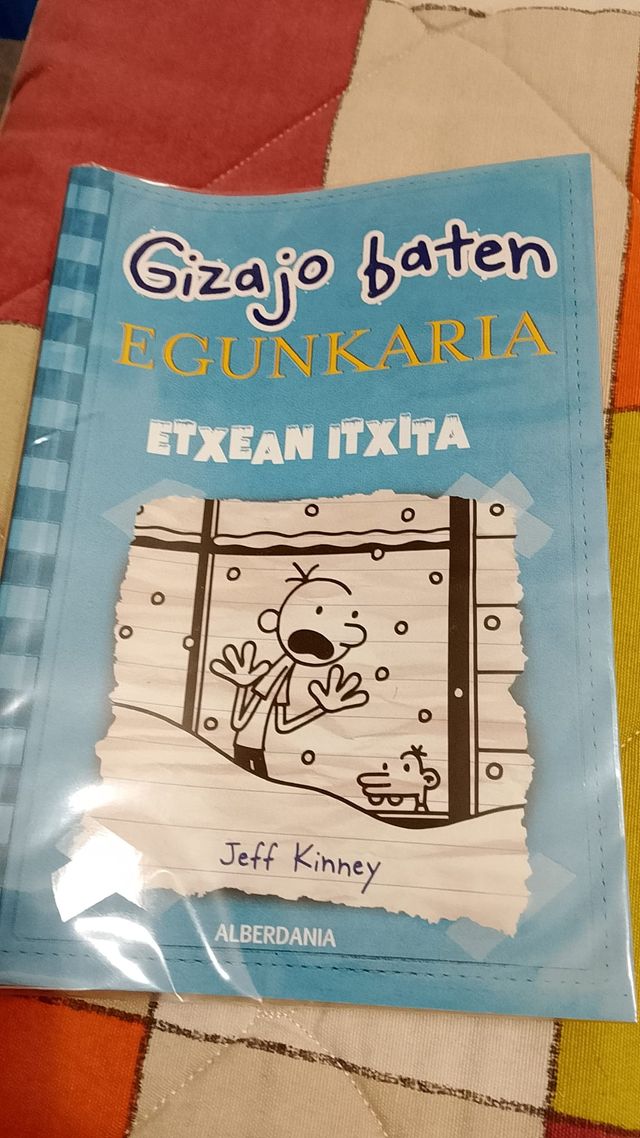 Gizajo baten
EGUNKARIA
ETXEAN ITXITA
Jeff Kinney
ALBERDANIA